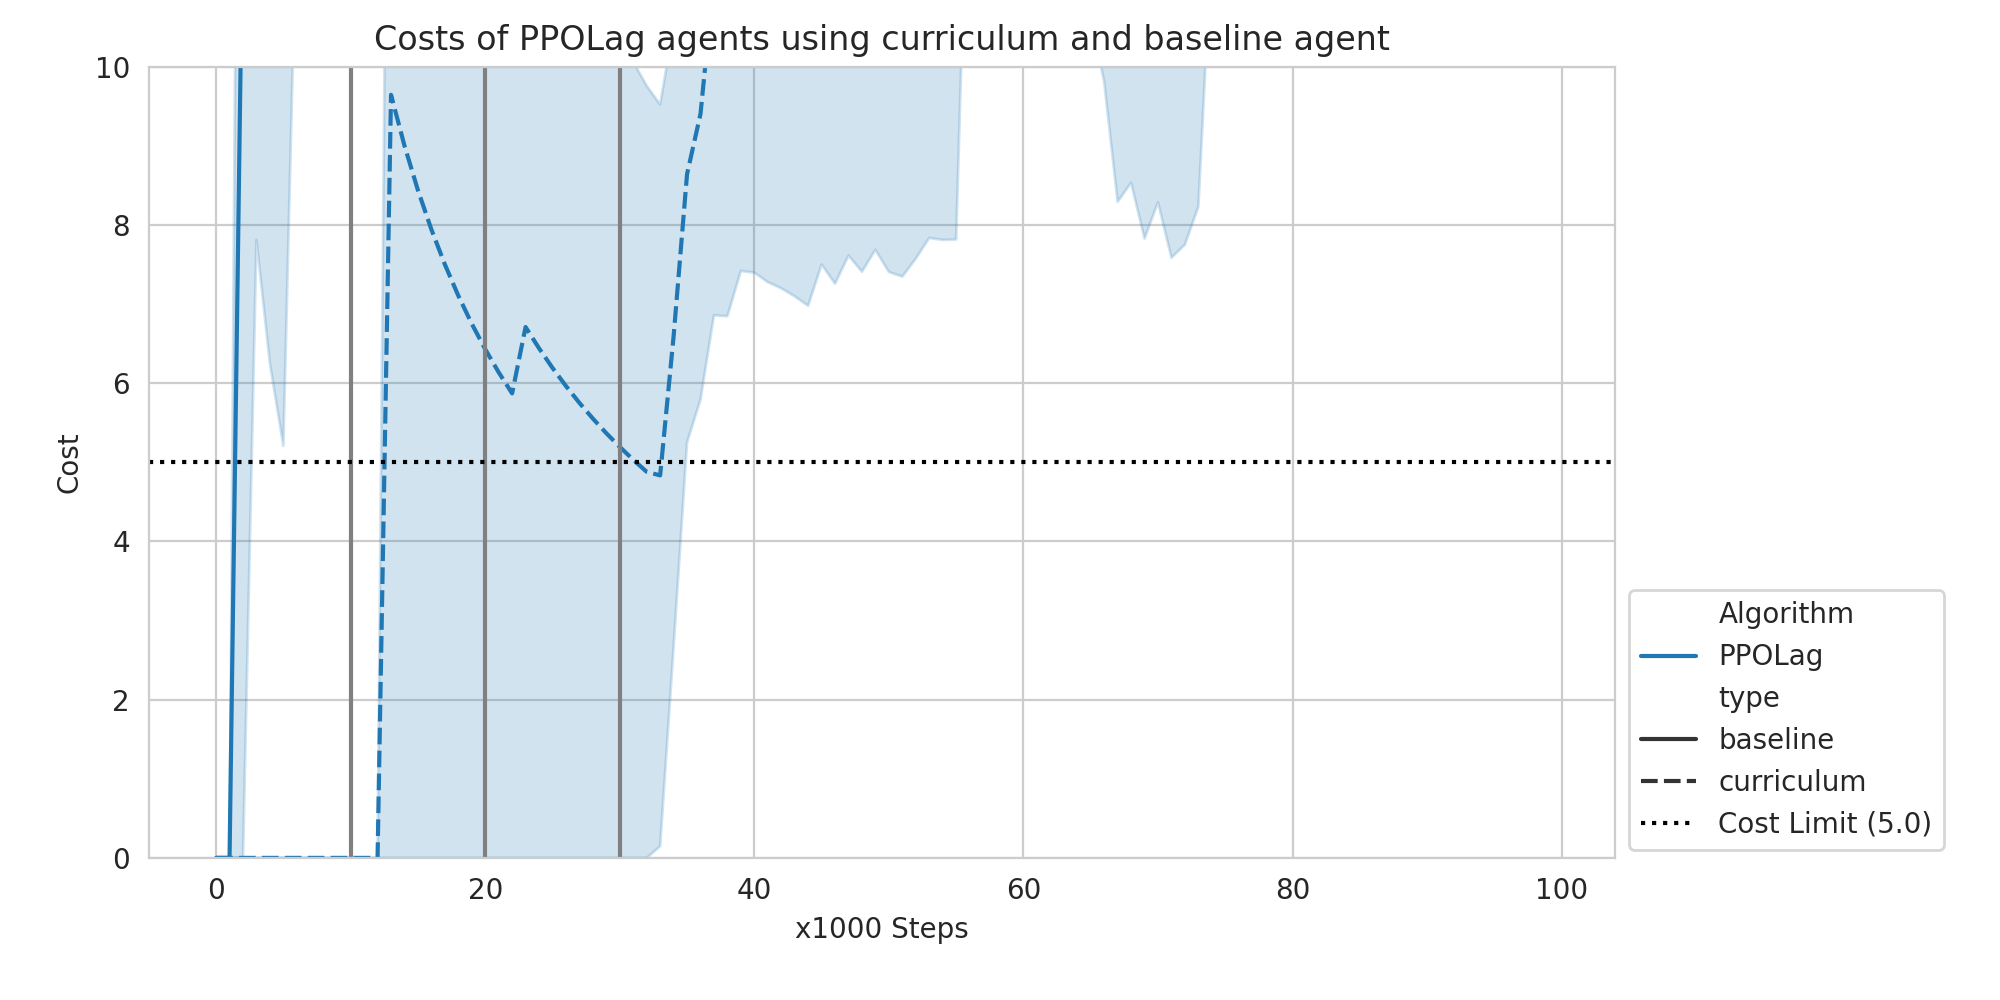 Costs of PPOLag agents using curriculum and baseline agent
10
8
6
4
2
0
Cost
0 20 40 60 80 100
x1000 Steps
Algorithm
PPOLag
type
baseline
curriculum
Cost Limit (5.0)